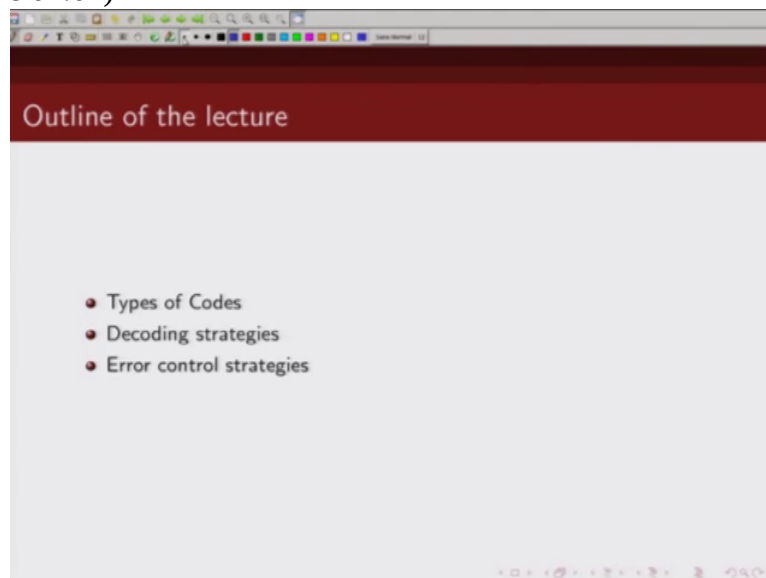 Outline of the lecture
Types of Codes
Decoding strategies
Error control strategies